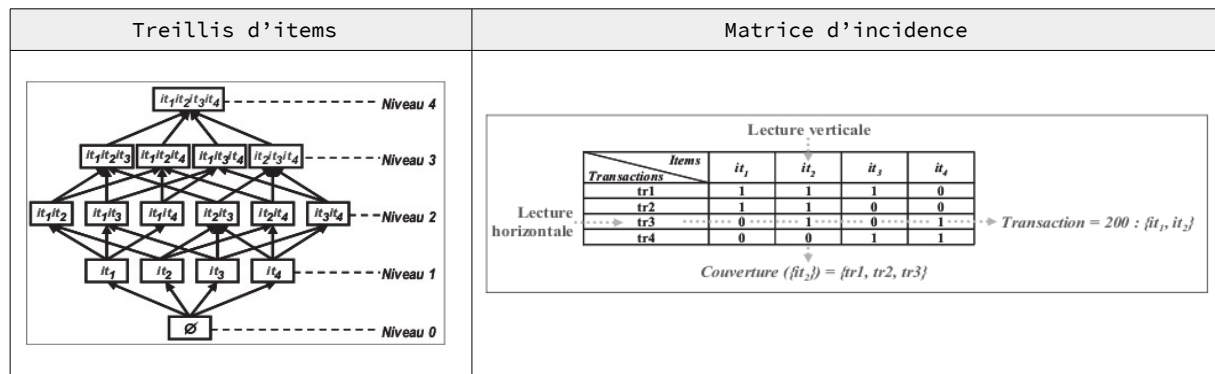 Treillis d’items
Matrice d’incidence
it1it2it3it4
Niveau 4
it1it2it3 it1it2it4 it1it3it4 it2it3it4
Niveau 3
it1it2 it1it3 it1it4 it2it3 it2it4 it3it4
Niveau 2
it1 it2 it3 it4
Niveau 1
∅
Niveau 0
Lecture verticale
Items it1 it2 it3 it4
Transactions
tr1 1 1 1 0
tr2 1 1 0 0
Lecture horizontale
tr3 0 1 0 1 Transaction = 200 : {it1, it2}
tr4 0 0 1 1
Couverture ({it2}) = {tr1, tr2, tr3}